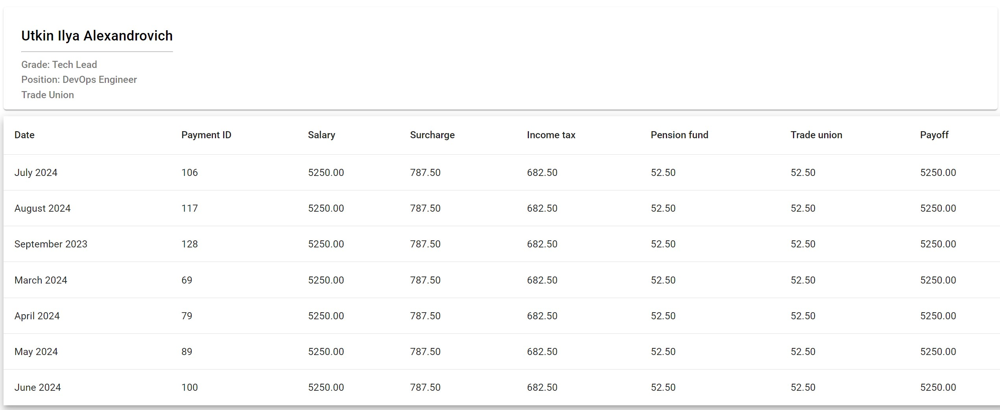 Utkin Ilya Alexandrovich
Grade: Tech Lead
Position: DevOps Engineer
Trade Union
Date Payment ID Salary Surcharge Income tax Pension fund Trade union Payoff
July 2024 106 5250.00 787.50 682.50 52.50 52.50 5250.00
August 2024 117 5250.00 787.50 682.50 52.50 52.50 5250.00
September 2023 128 5250.00 787.50 682.50 52.50 52.50 5250.00
March 2024 69 5250.00 787.50 682.50 52.50 52.50 5250.00
April 2024 79 5250.00 787.50 682.50 52.50 52.50 5250.00
May 2024 89 5250.00 787.50 682.50 52.50 52.50 5250.00
June 2024 100 5250.00 787.50 682.50 52.50 52.50 5250.00